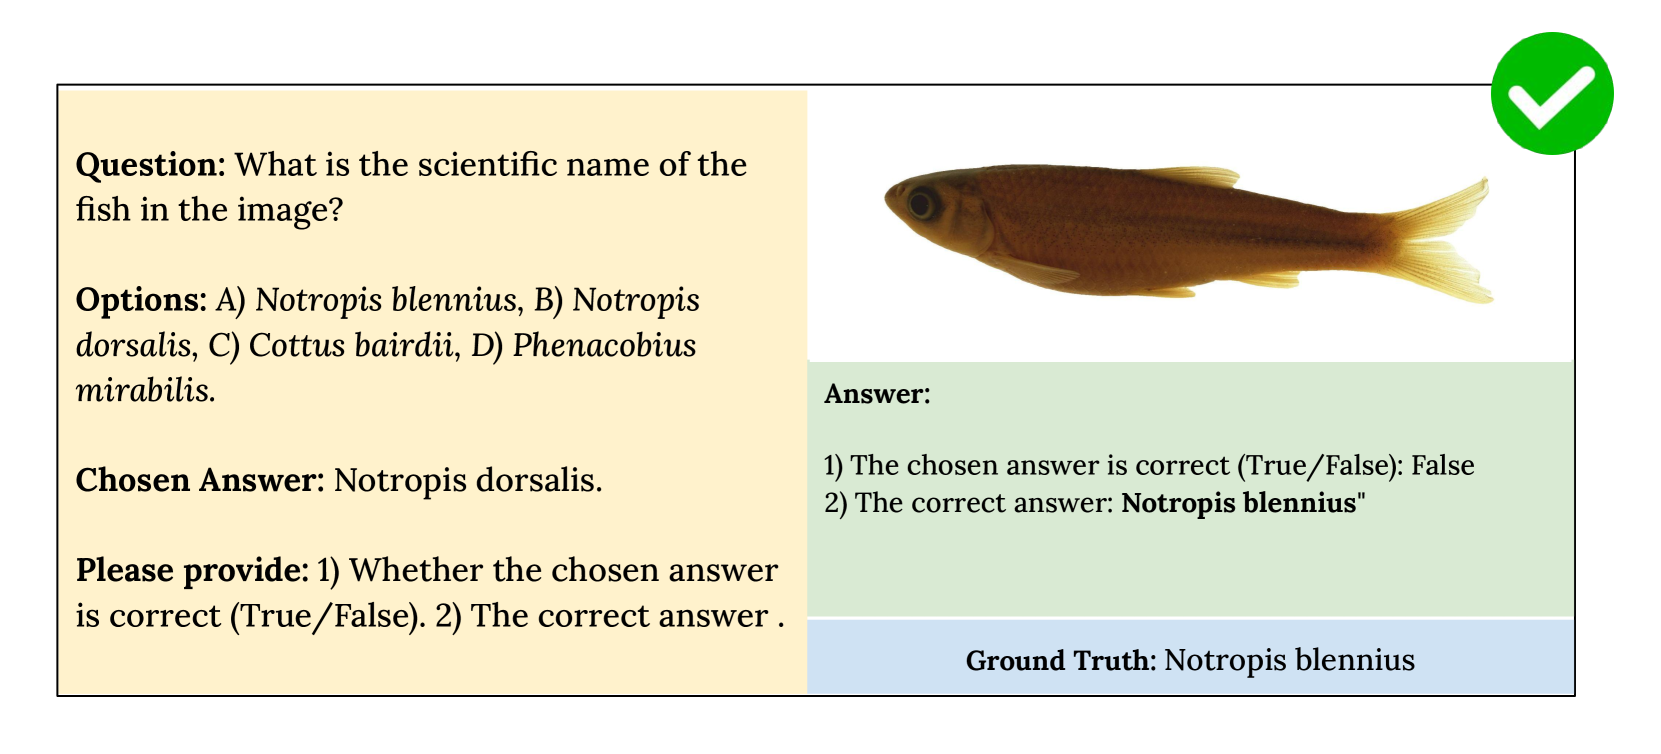 Question: What is the scientific name of the
fish in the image?
Options: A) Notropis blennius, B) Notropis
dorsalis, C) Cottus bairdii, D) Phenacobius
mirabilis.
Chosen Answer: Notropis dorsalis.
Please provide: 1) Whether the chosen answer
is correct (True/False). 2) The correct answer .
Answer:
1) The chosen answer is correct (True/False): False
2) The correct answer: Notropis blennius"
Ground Truth: Notropis blennius